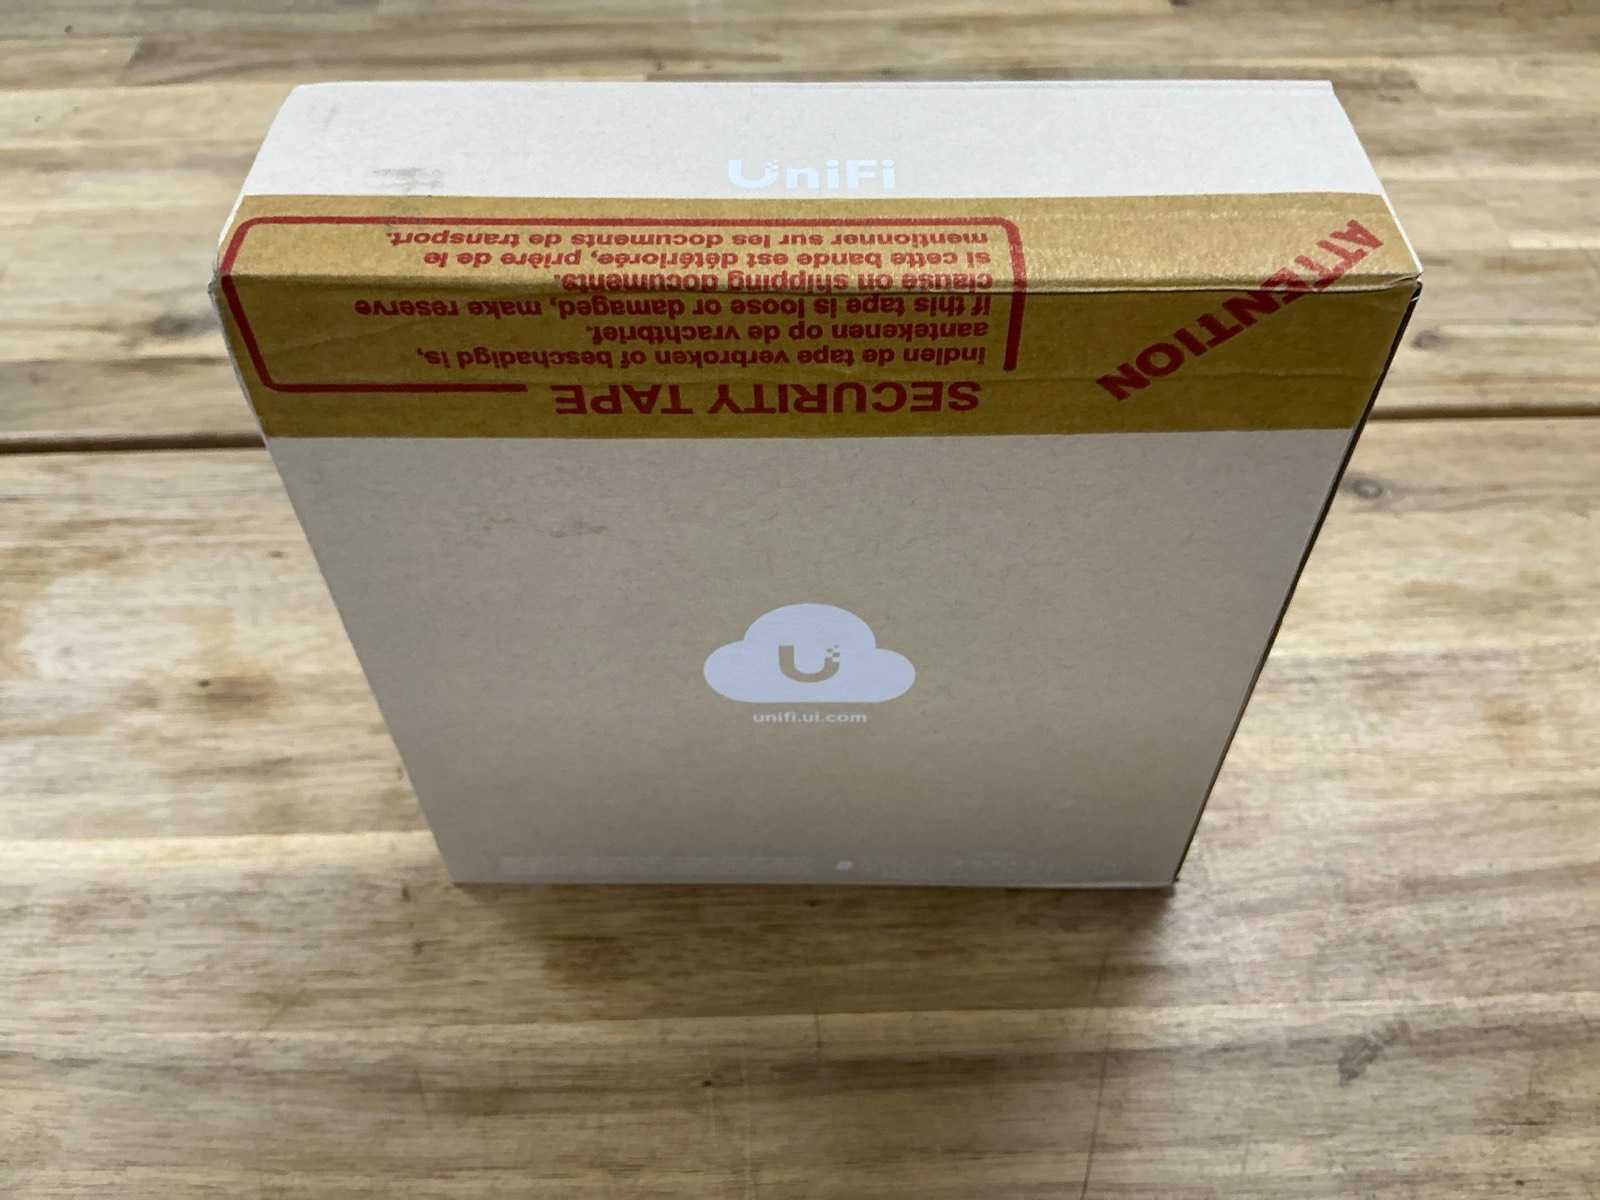 UniFi
ATTENTION
SECURITY TAPE
indien de tape verbroken of beschadigd is,
aantekenen op de vrachtbrief.
if this tape is loose or damaged, make reserve
clause on shipping documents.
si cette bande est détériorée, prière de le
mentionner sur les documents de transport.
U
unifi.ui.com